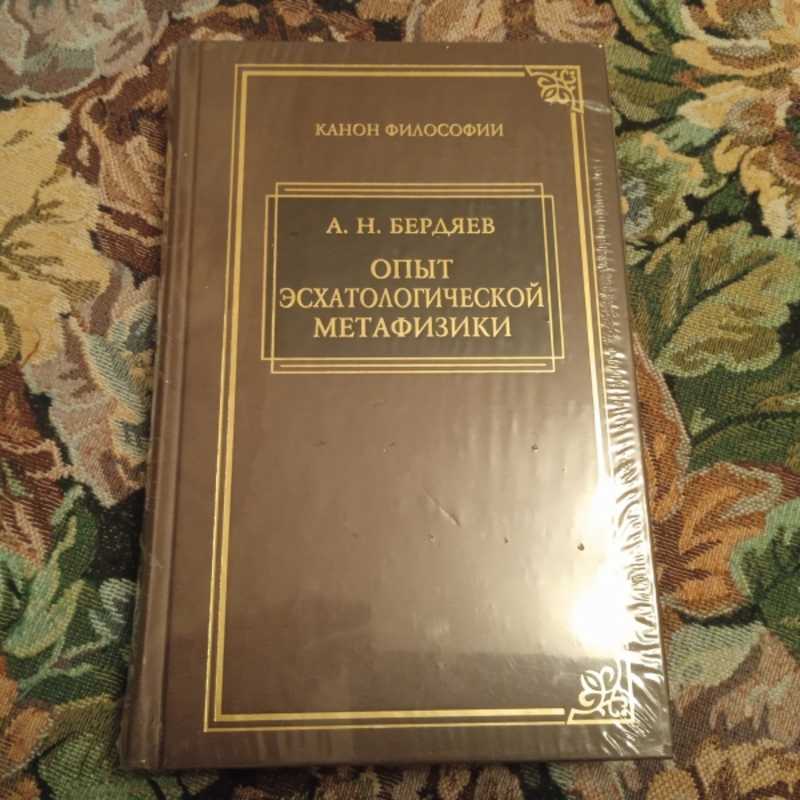 КАНОН ФИЛОСОФИИ
А. Н. БЕРДЯЕВ
ОПЫТ
ЭСХАТОЛОГИЧЕСКОЙ
МЕТАФИЗИКИ